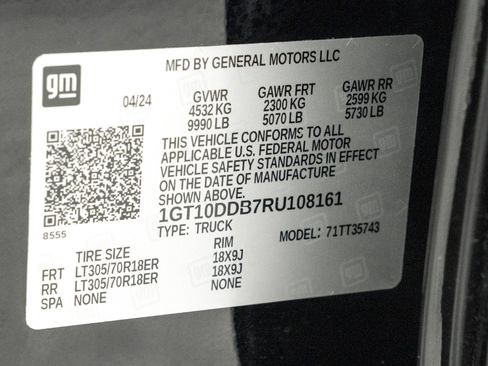 MFD BY GENERAL MOTORS LLC
gm
04/24 GVWR GAWR FRT GAWR RR
4532 KG 2300 KG 2599 KG
9990 LB 5070 LB 5730 LB
THIS VEHICLE CONFORMS TO ALL
APPLICABLE U.S. FEDERAL MOTOR
VEHICLE SAFETY STANDARDS IN EFFECT
ON THE DATE OF MANUFACTURE
SHOWN ABOVE.
1GT10DDB7RU108161
8555 TYPE: TRUCK MODEL: 71TT35743
TIRE SIZE RIM
FRT LT305/70R18ER 18X9J
RR LT305/70R18ER 18X9J
SPA NONE NONE